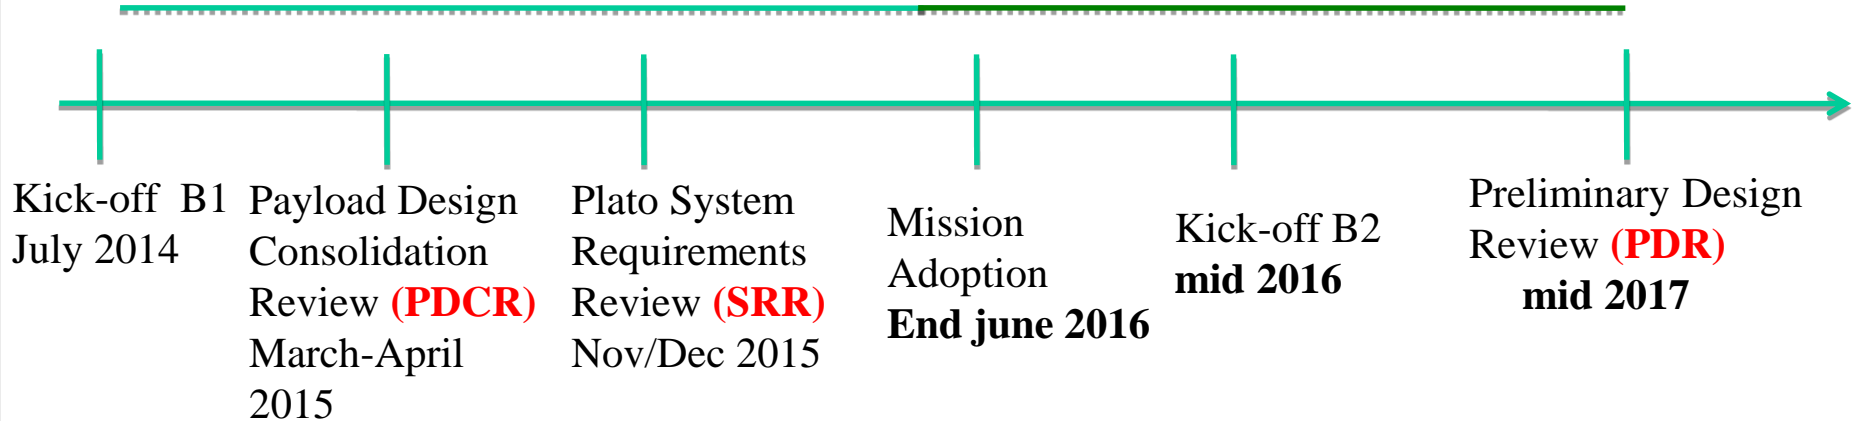 Kick-off B1
July 2014
Payload Design
Consolidation
Review (PDCR)
March-April
2015
Plato System
Requirements
Review (SRR)
Nov/Dec 2015
Mission
Adoption
End june 2016
Kick-off B2
mid 2016
Preliminary Design
Review (PDR)
mid 2017